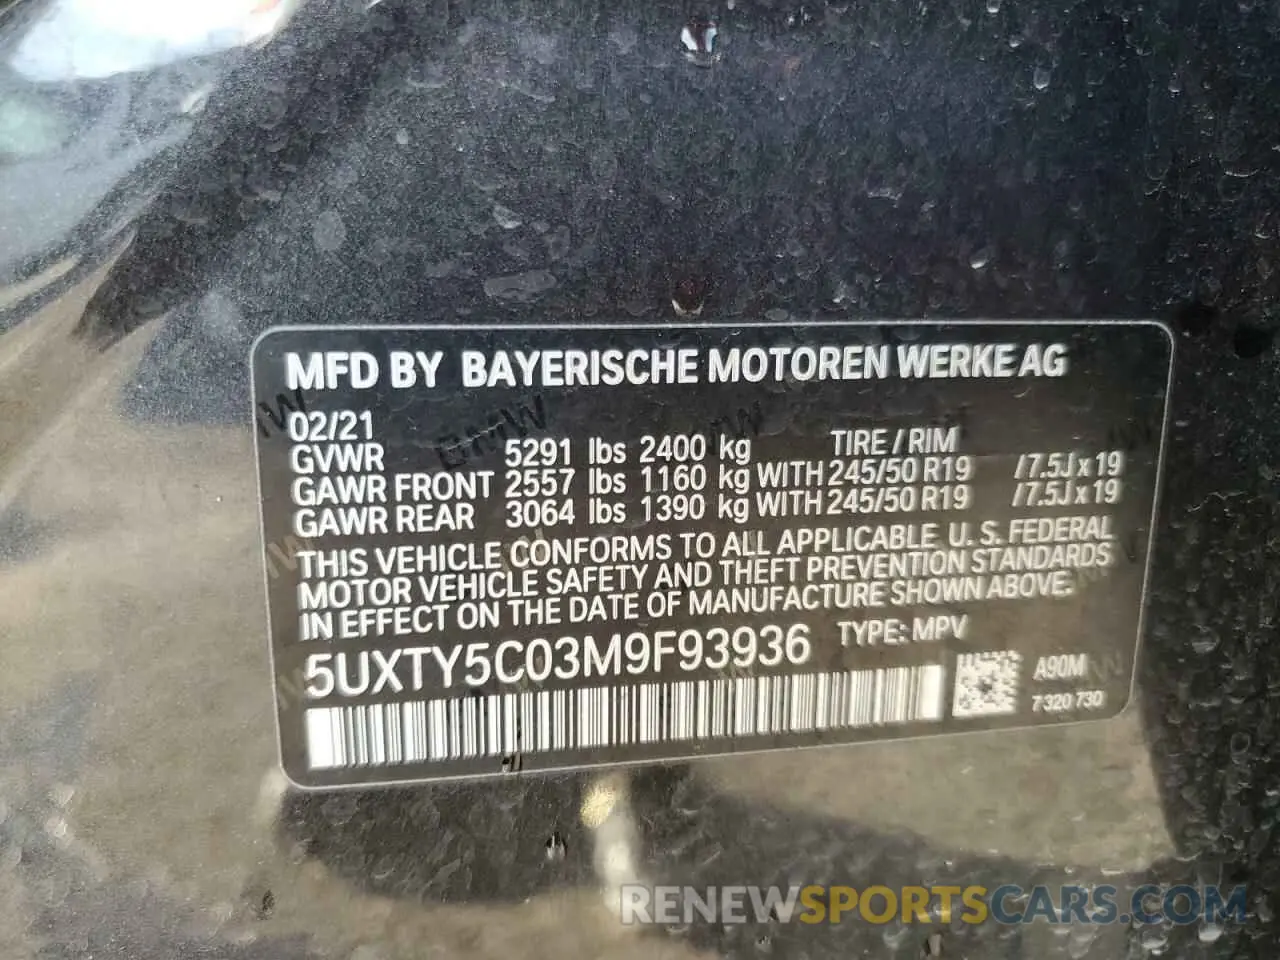 MFD BY BAYERISCHE MOTOREN WERKE AG
02/21
GVWR 5291 lbs 2400 kg TIRE / RIM
GAWR FRONT 2557 lbs 1160 kg WITH 245/50 R19 /7.5J x 19
GAWR REAR 3064 lbs 1390 kg WITH 245/50 R19 /7.5J x 19
THIS VEHICLE CONFORMS TO ALL APPLICABLE U.S. FEDERAL
MOTOR VEHICLE SAFETY AND THEFT PREVENTION STANDARDS
IN EFFECT ON THE DATE OF MANUFACTURE SHOWN ABOVE.
5UXTY5C03M9F93936 TYPE: MPV
A90M
7 320 730
BMW
RENEWSPORTSCARS.COM